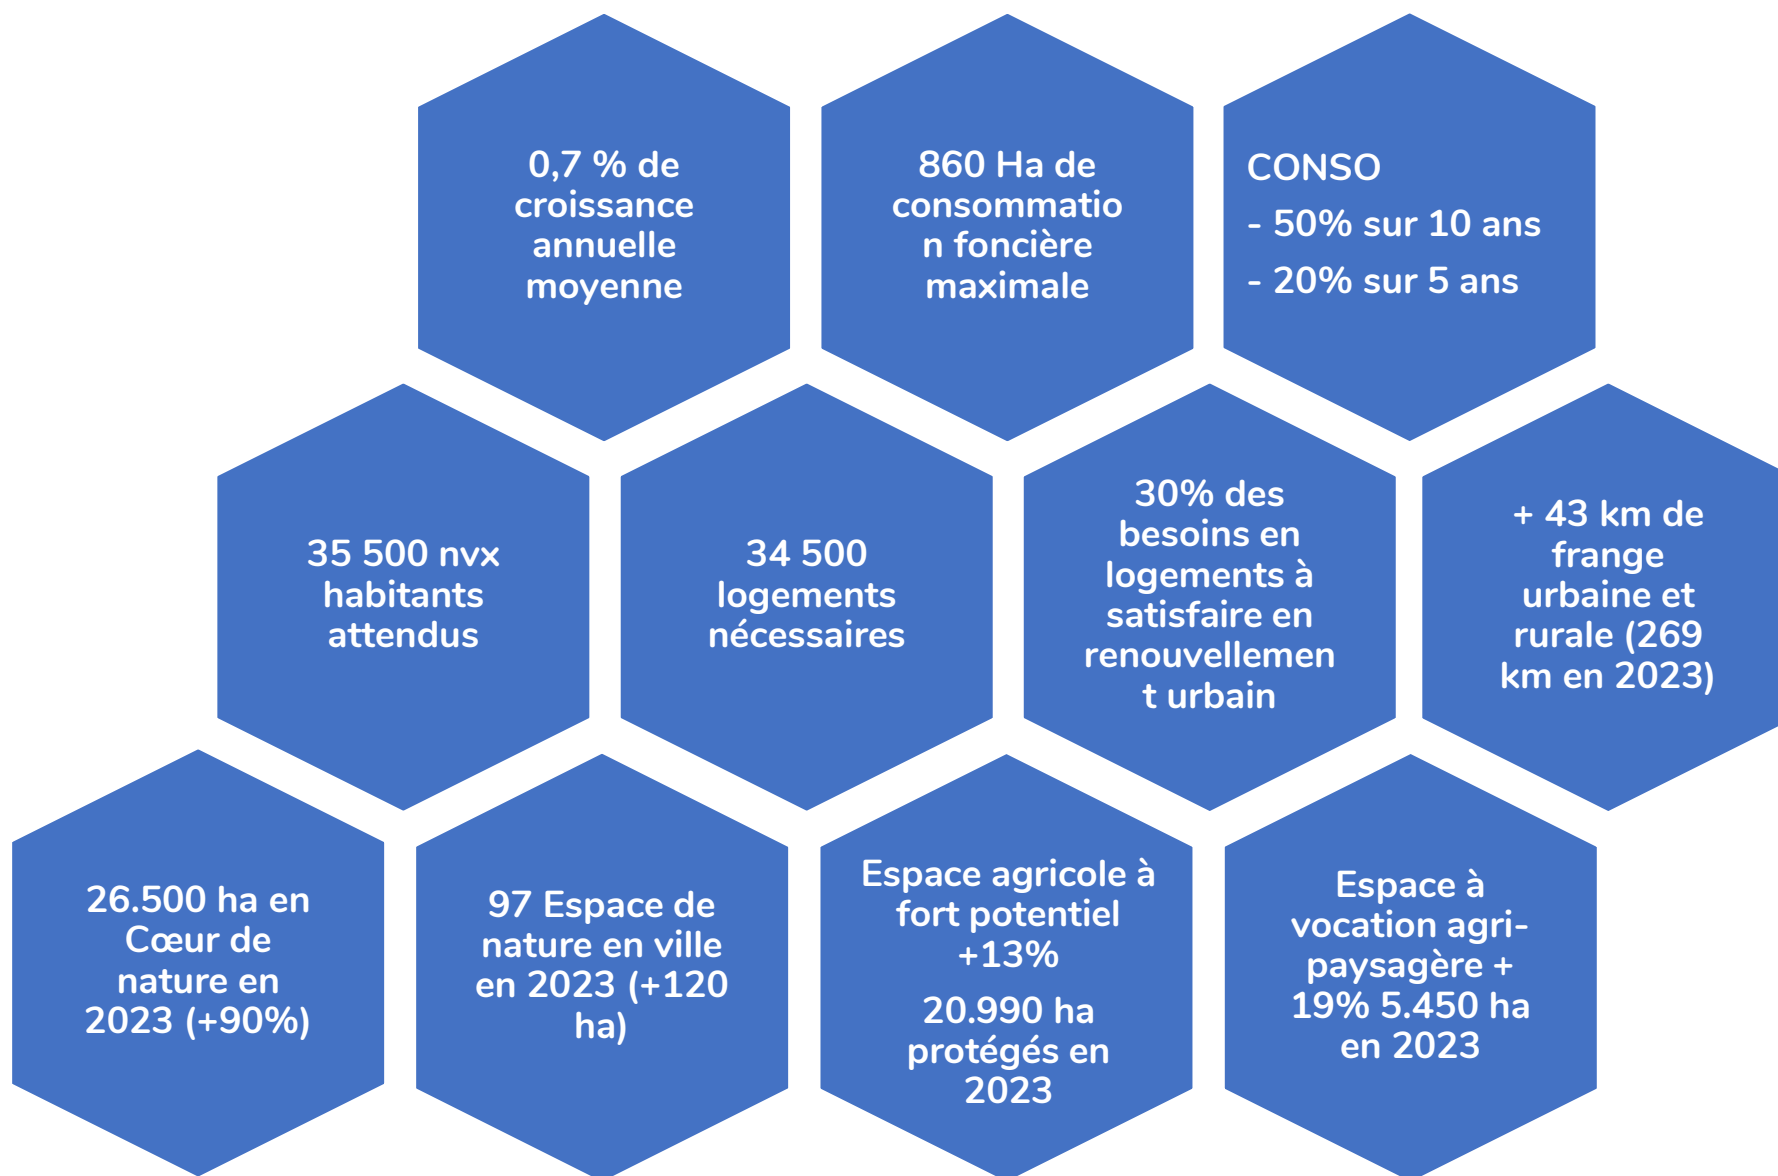 0,7 % de
croissance
annuelle
moyenne
860 Ha de
consommatio
n foncière
maximale
CONSO
- 50% sur 10 ans
- 20% sur 5 ans
35 500 nvx
habitants
attendus
34 500
logements
nécessaires
30% des
besoins en
logements à
satisfaire en
renouvellemen
t urbain
+ 43 km de
frange
urbaine et
rurale (269
km en 2023)
26.500 ha en
Cœur de
nature en
2023 (+90%)
97 Espace de
nature en ville
en 2023 (+120
ha)
Espace agricole à
fort potentiel
+13%
20.990 ha
protégés en
2023
Espace à
vocation agri-
paysagère +
19% 5.450 ha
en 2023